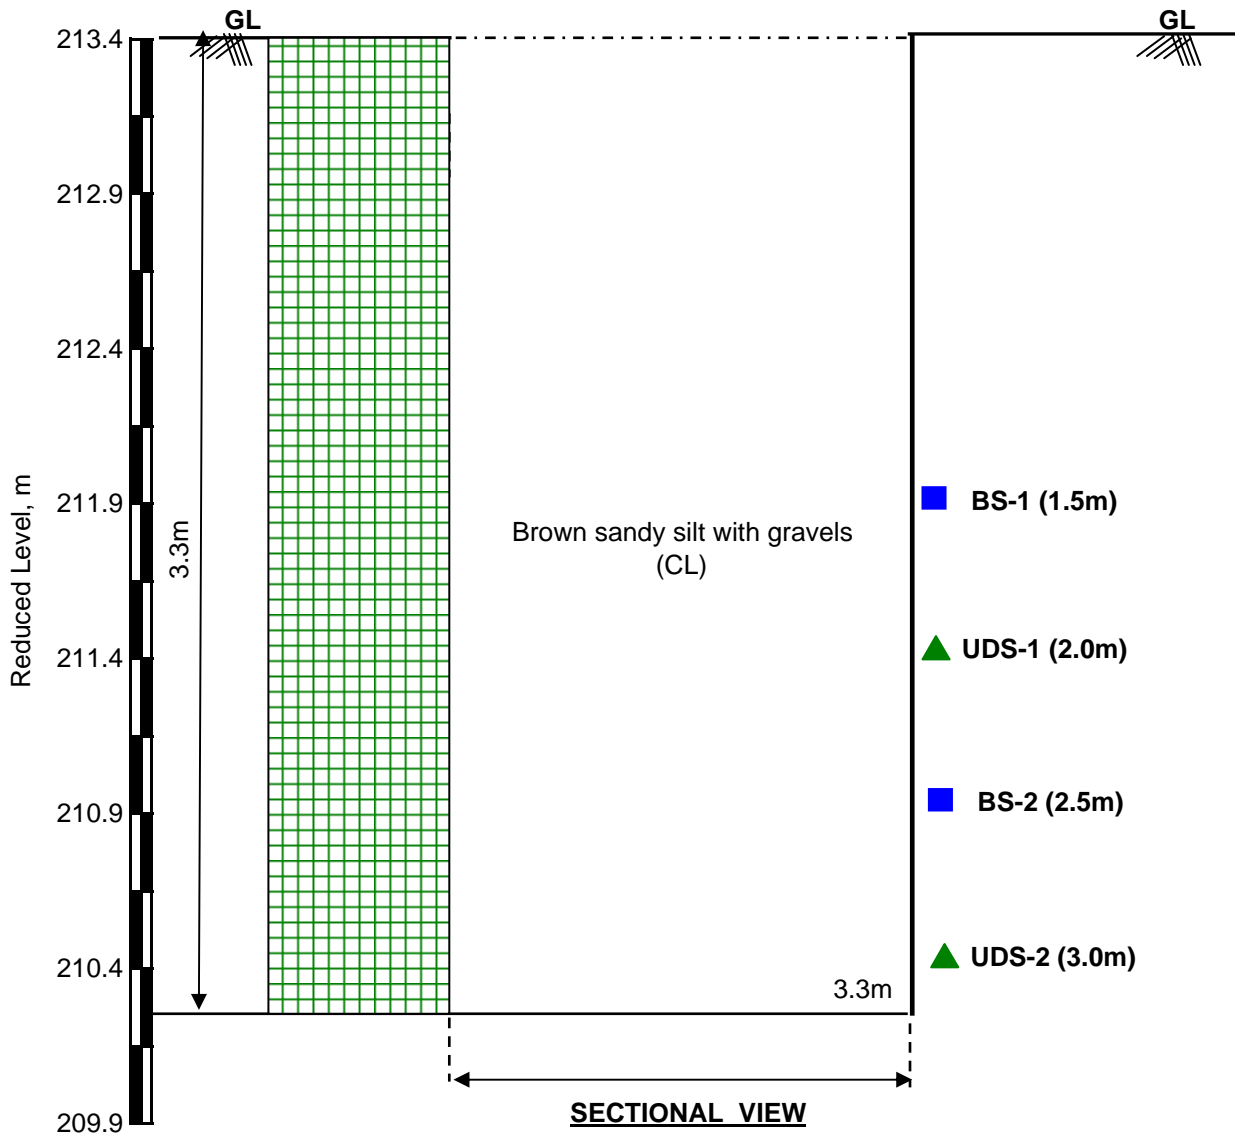 GL
GL
213.4
212.9
212.4
211.9
211.4
210.9
210.4
209.9
Reduced Level, m
3.3m
Brown sandy silt with gravels
(CL)
BS-1 (1.5m)
UDS-1 (2.0m)
BS-2 (2.5m)
UDS-2 (3.0m)
3.3m
SECTIONAL VIEW